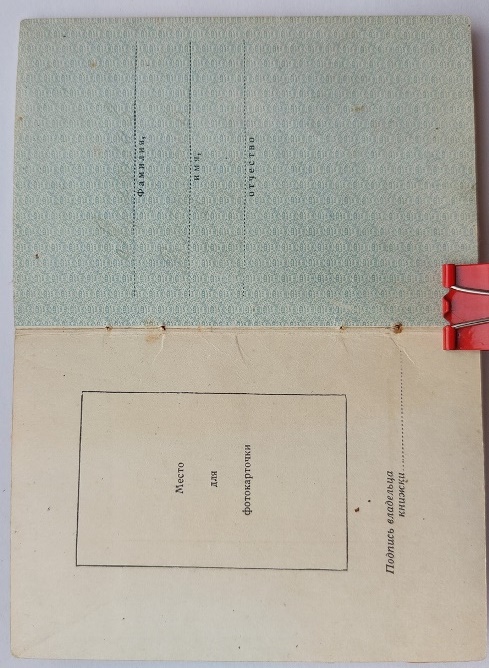 Место
для
фотокарточки
Подпись владельца
книжки
Фамилия,
имя,
отчество